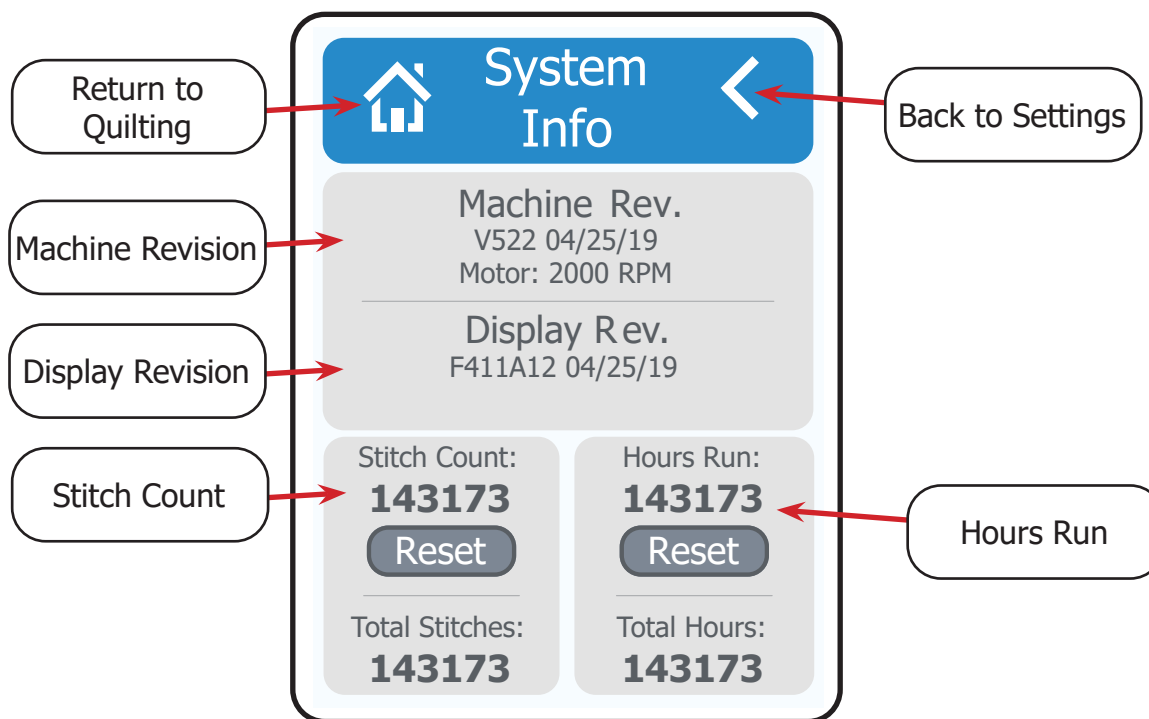 Return to
Quilting
System
Info
Back to Settings
Machine Revision
Machine Rev.
V522 04/25/19
Motor: 2000 RPM
Display Revision
Display Rev.
F411A12 04/25/19
Stitch Count
Stitch Count:
143173
Reset
Total Stitches:
143173
Hours Run:
143173
Reset
Total Hours:
143173
Hours Run